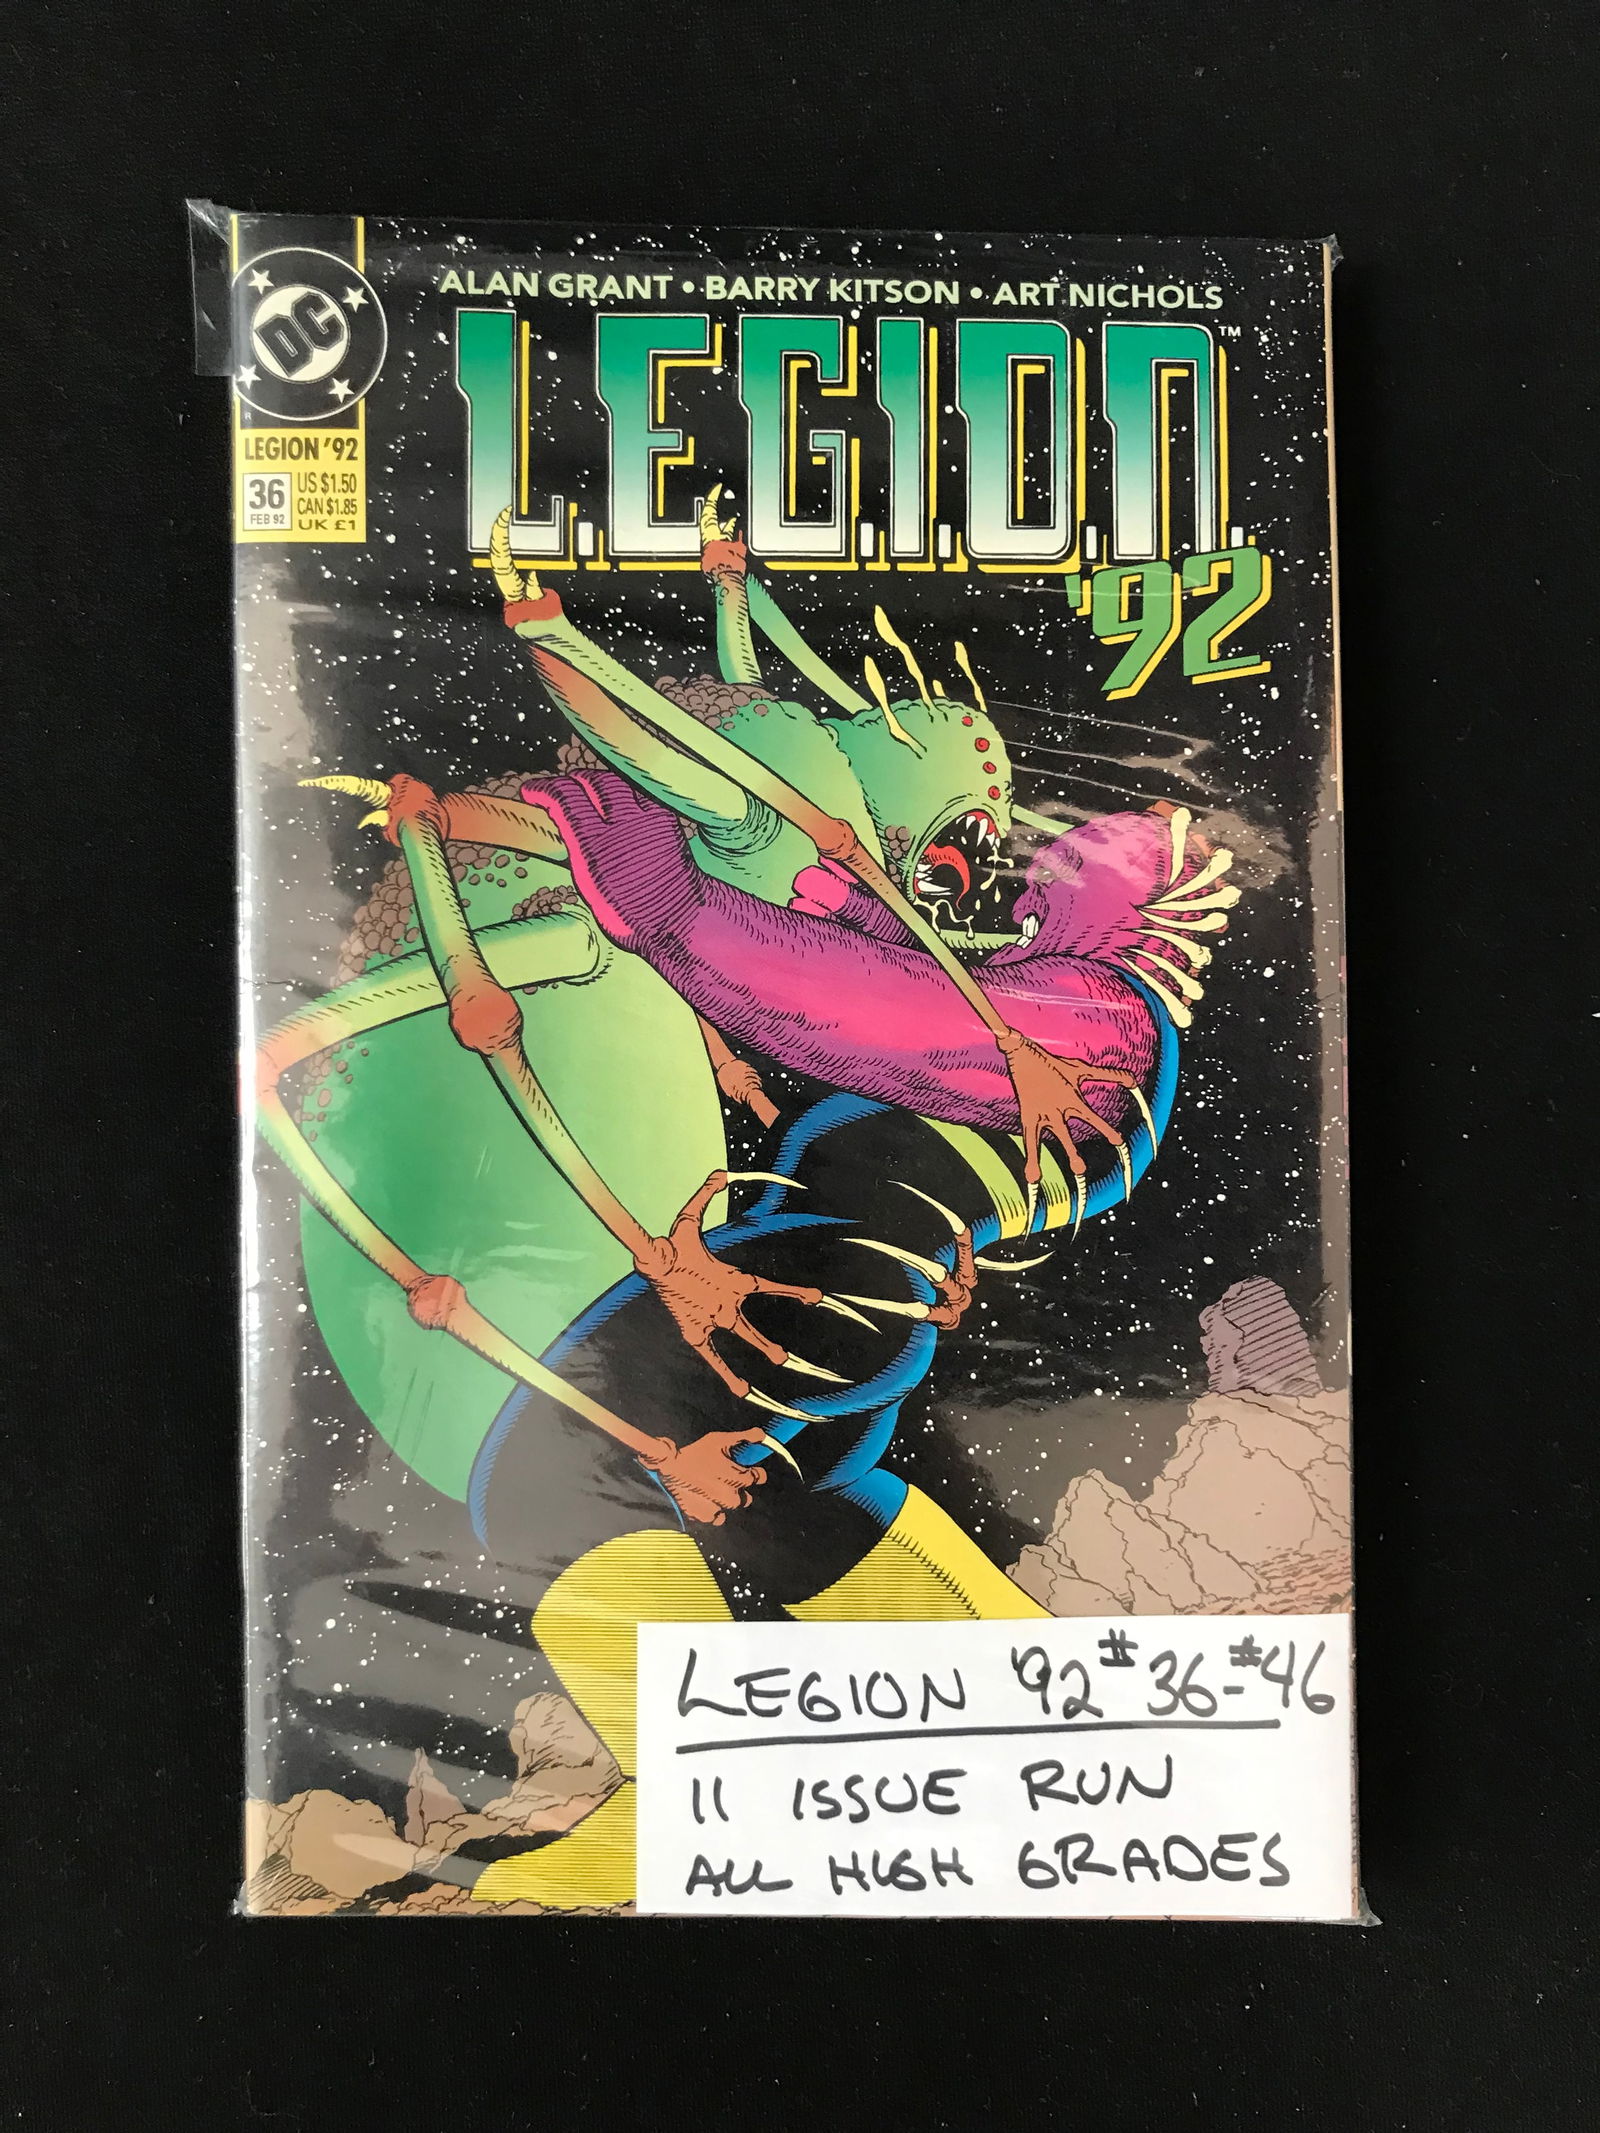 ALAN GRANT • BARRY KITSON • ART NICHOLS
L.E.G.I.O.N.™
'92
DC
R
LEGION '92
36
FEB 92
US $1.50
CAN $1.85
UK £1
LEGION '92 #36-#46
11 ISSUE RUN
ALL HIGH GRADES